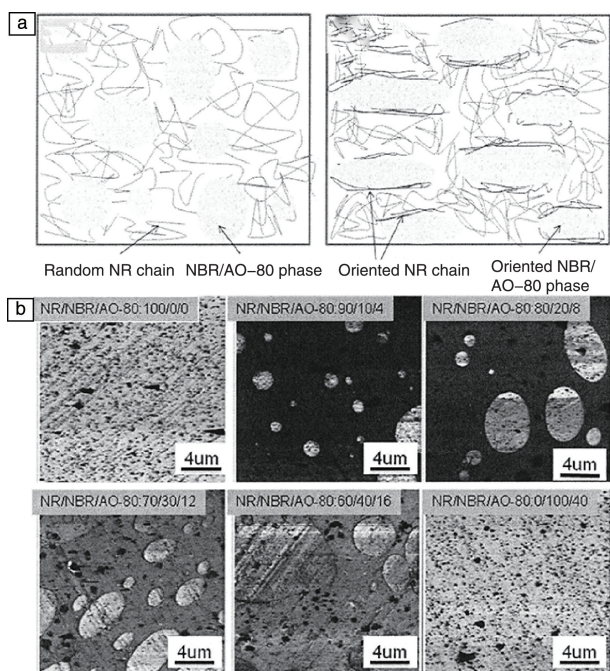 a
Random NR chain
NBR/AO–80 phase
Oriented NR chain
Oriented NBR/
AO–80 phase
b
NR/NBR/AO-80:100/0/0
NR/NBR/AO-80:90/10/4
NR/NBR/AO-80:80/20/8
4um
4um
4um
NR/NBR/AO-80:70/30/12
NR/NBR/AO-80:60/40/16
NR/NBR/AO-80:0/100/40
4um
4um
4um